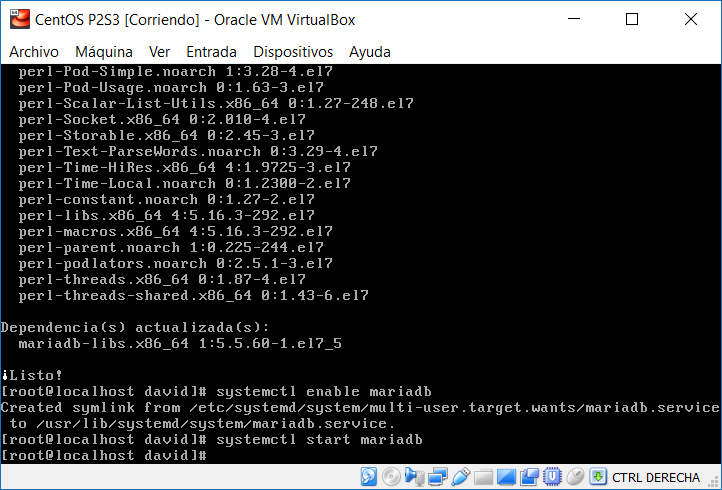 CentOS P2S3 [Corriendo] - Oracle VM VirtualBox
Archivo Máquina Ver Entrada Dispositivos Ayuda
perl-Pod-Simple.noarch 1:3.28-4.el7
perl-Pod-Usage.noarch 0:1.63-3.el7
perl-Scalar-List-Utils.x86_64 0:1.27-248.el7
perl-Socket.x86_64 0:2.010-4.el7
perl-Storable.x86_64 0:2.45-3.el7
perl-Text-ParseWords.noarch 0:3.29-4.el7
perl-Time-HiRes.x86_64 4:1.9725-3.el7
perl-Time-Local.noarch 0:1.2300-2.el7
perl-constant.noarch 0:1.27-2.el7
perl-libs.x86_64 4:5.16.3-292.el7
perl-macros.x86_64 4:5.16.3-292.el7
perl-parent.noarch 1:0.225-244.el7
perl-podlators.noarch 0:2.5.1-3.el7
perl-threads.x86_64 0:1.87-4.el7
perl-threads-shared.x86_64 0:1.43-6.el7
Dependencia(s) actualizada(s):
mariadb-libs.x86_64 1:5.5.60-1.el7_5
¡Listo!
[root@localhost david]# systemctl enable mariadb
Created symlink from /etc/systemd/system/multi-user.target.wants/mariadb.service
to /usr/lib/systemd/system/mariadb.service.
[root@localhost david]# systemctl start mariadb
[root@localhost david]#
CTRL DERECHA